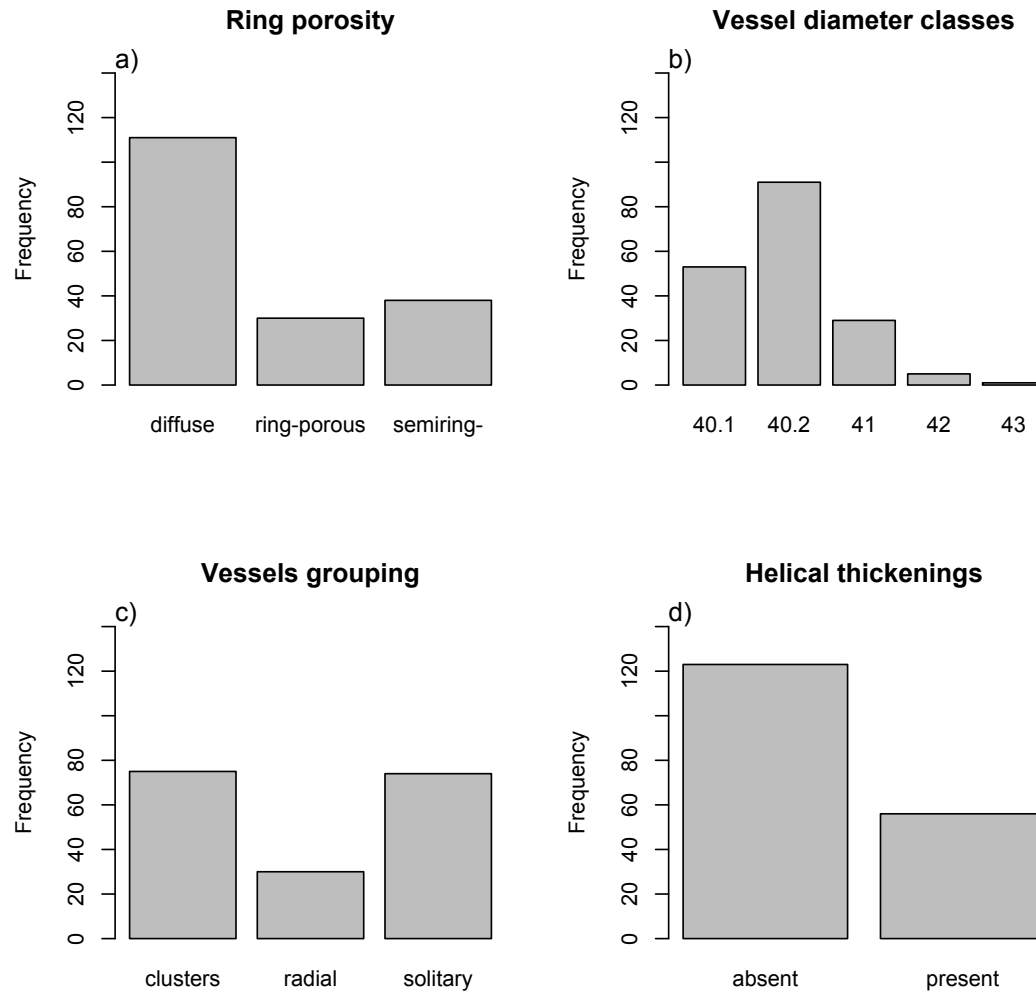 Ring porosity
a)
Frequency
0 20 40 60 80 120
diffuse ring-porous semiring-
Vessel diameter classes
b)
Frequency
0 20 40 60 80 120
40.1 40.2 41 42 43
Vessels grouping
c)
Frequency
0 20 40 60 80 120
clusters radial solitary
Helical thickenings
d)
Frequency
0 20 40 60 80 120
absent present